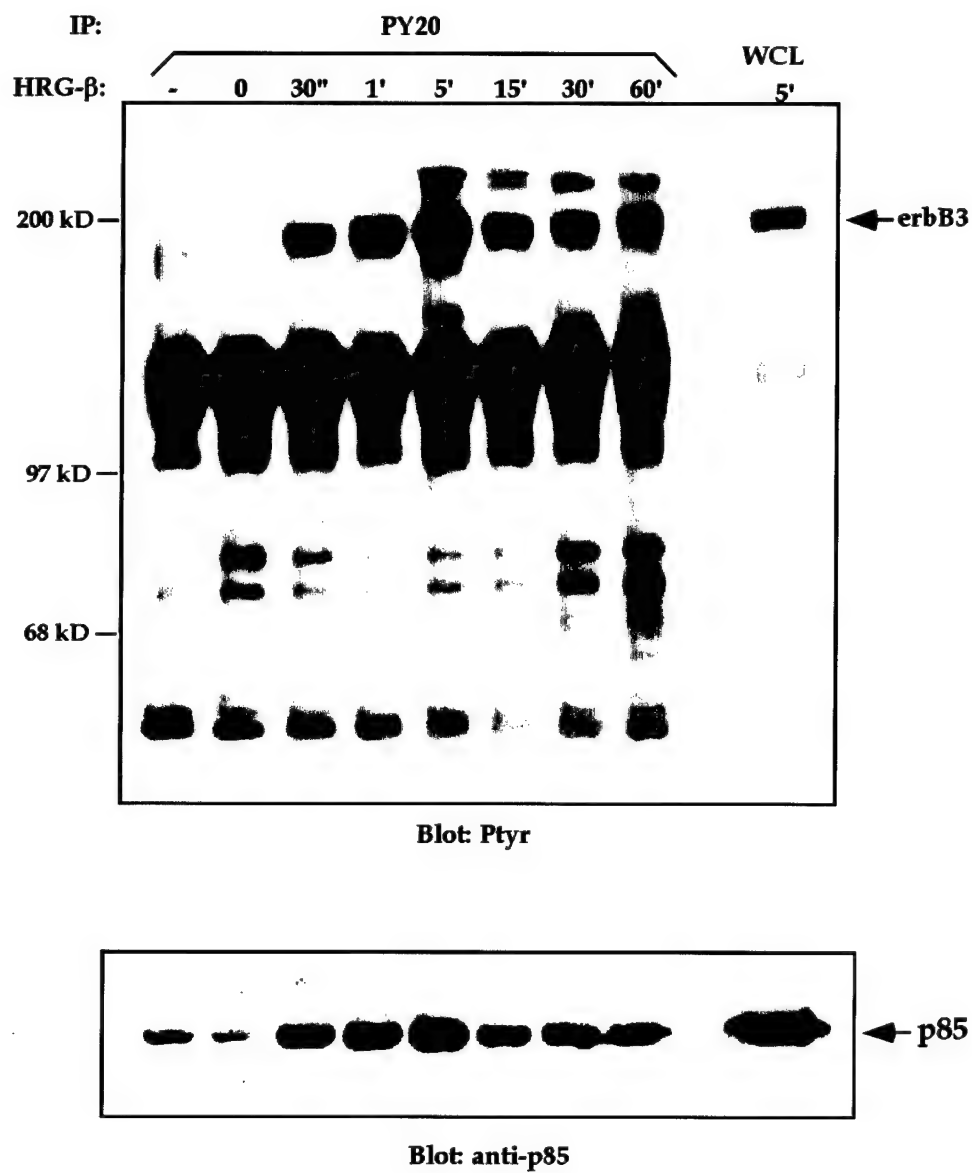 IP: PY20
WCL
HRG-β: - 0 30" 1' 5' 15' 30' 60' 5'
200 kD
erbB3
97 kD
68 kD
Blot: Ptyr
p85
Blot: anti-p85